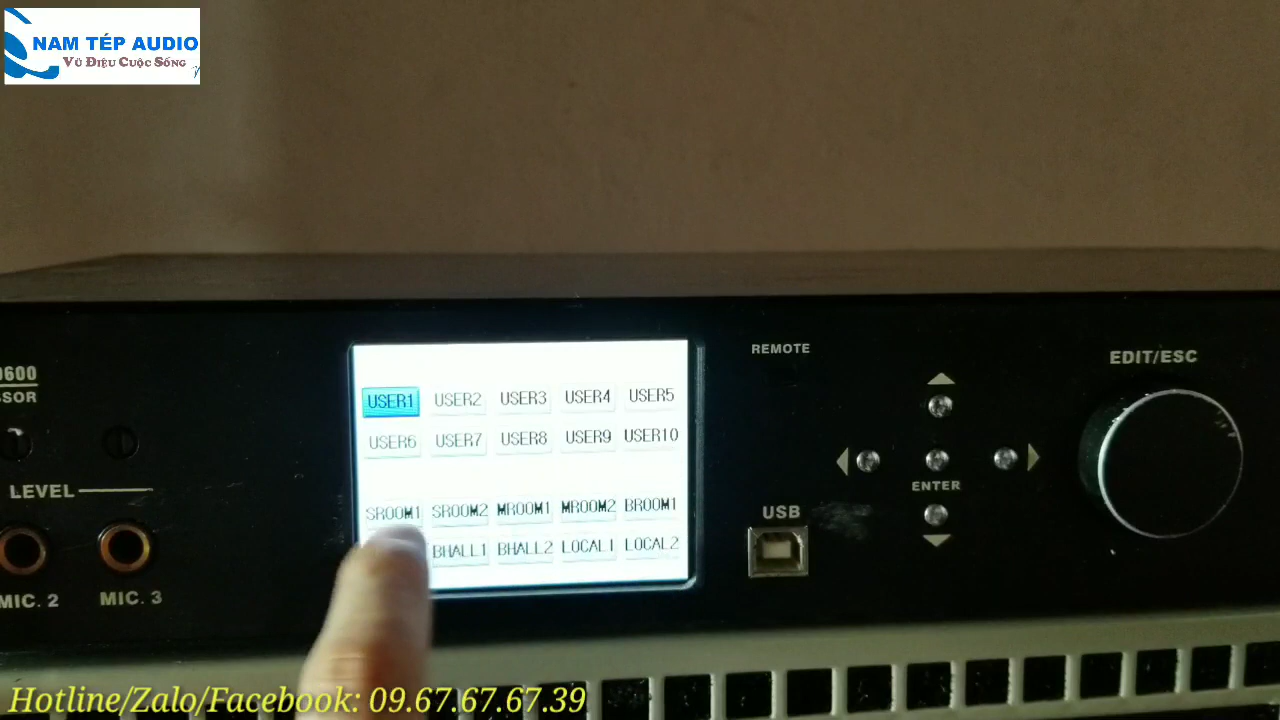 NAM TÉP AUDIO
Vũ Điệu Cuộc Sống
REMOTE
EDIT/ESC
0600
SOR
USER1 USER2 USER3 USER4 USER5
USER6 USER7 USER8 USER9 USER10
LEVEL
ENTER
SROOM1 SROOM2 MROOM1 MROOM2 BROOM1
USB
BHALL1 BHALL2 LOCAL1 LOCAL2
MIC. 2 MIC. 3
Hotline/Zalo/Facebook: 09.67.67.67.39